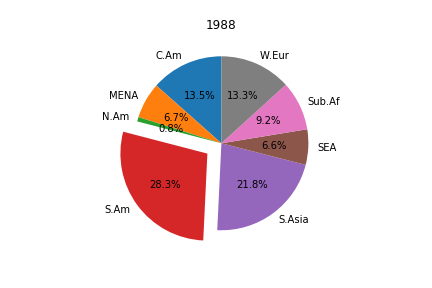 1988
C.Am
W.Eur
MENA
13.5%
13.3%
Sub.Af
N.Am
6.7%
9.2%
0.8%
6.6%
SEA
28.3%
21.8%
S.Am
S.Asia